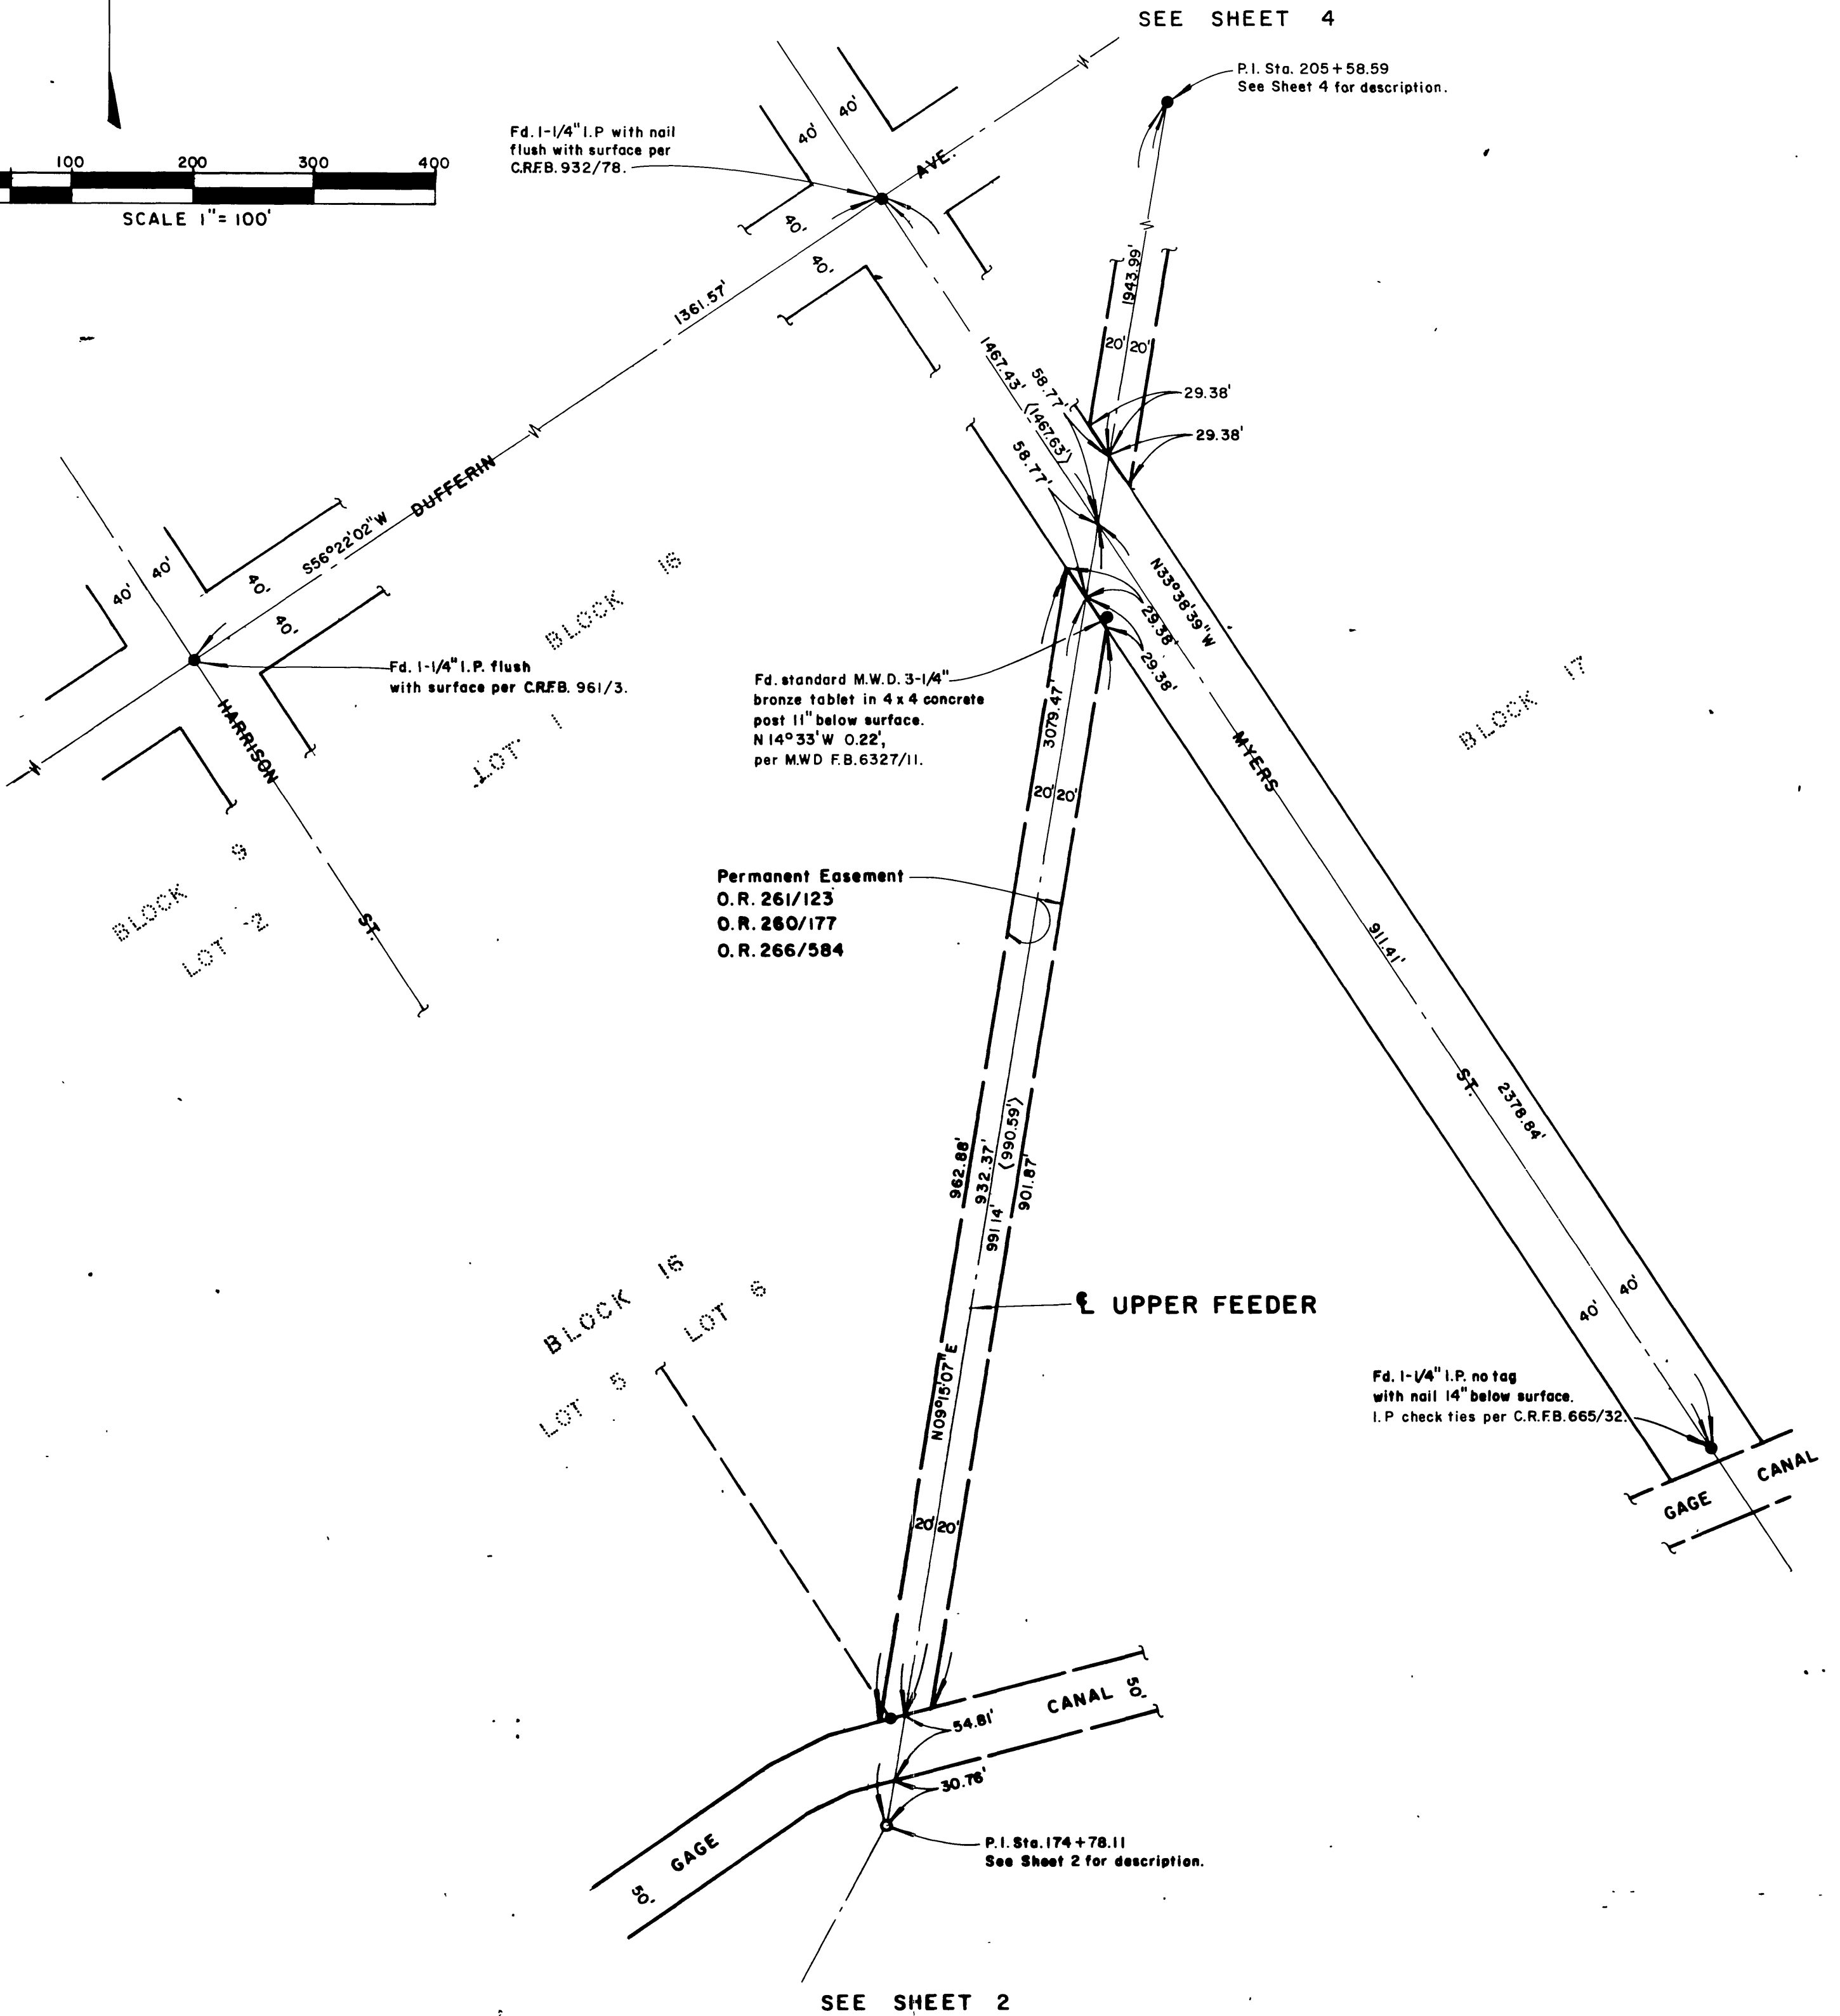 SEE SHEET 4
P.I. Sta. 205+58.59
See Sheet 4 for description.
100 200 300 400
SCALE 1"= 100'
Fd. 1-1/4" I.P with nail
flush with surface per
C.R.F.B. 932/78.
40'
40'
AVE.
40'
40'
1361.57'
1943.99'
20' 20'
29.38'
29.38'
1467.43'
58.77'
<1467.63'>
58.77'
DUFFERIN
S56°22'02"W
40'
40'
40'
40'
BLOCK 16
LOT 1
Fd. 1-1/4" I.P. flush
with surface per C.R.F.B. 961/3.
HARRISON
ST.
BLOCK 9
LOT 2
N33°38'39"W
29.38'
29.38'
Fd. standard M.W.D. 3-1/4"
bronze tablet in 4 x 4 concrete
post 11" below surface.
N 14° 33' W 0.22',
per M.W.D F.B. 6327/11.
3079.47'
20' 20'
MYERS
BLOCK 17
Permanent Easement
O.R. 261/123
O.R. 260/177
O.R. 266/584
911.41'
ST.
2378.84'
962.88'
932.37'
<990.59'>
991.14'
901.87'
BLOCK 16
LOT 6
LOT 5
℄ UPPER FEEDER
N09°15'07"E
40'
40'
Fd. 1-1/4" I.P. no tag
with nail 14" below surface.
I.P check ties per C.R.F.B. 665/32.
GAGE CANAL
20' 20'
CANAL
50'
54.81'
30.76'
P.I. Sta. 174+78.11
See Sheet 2 for description.
GAGE
50'
SEE SHEET 2